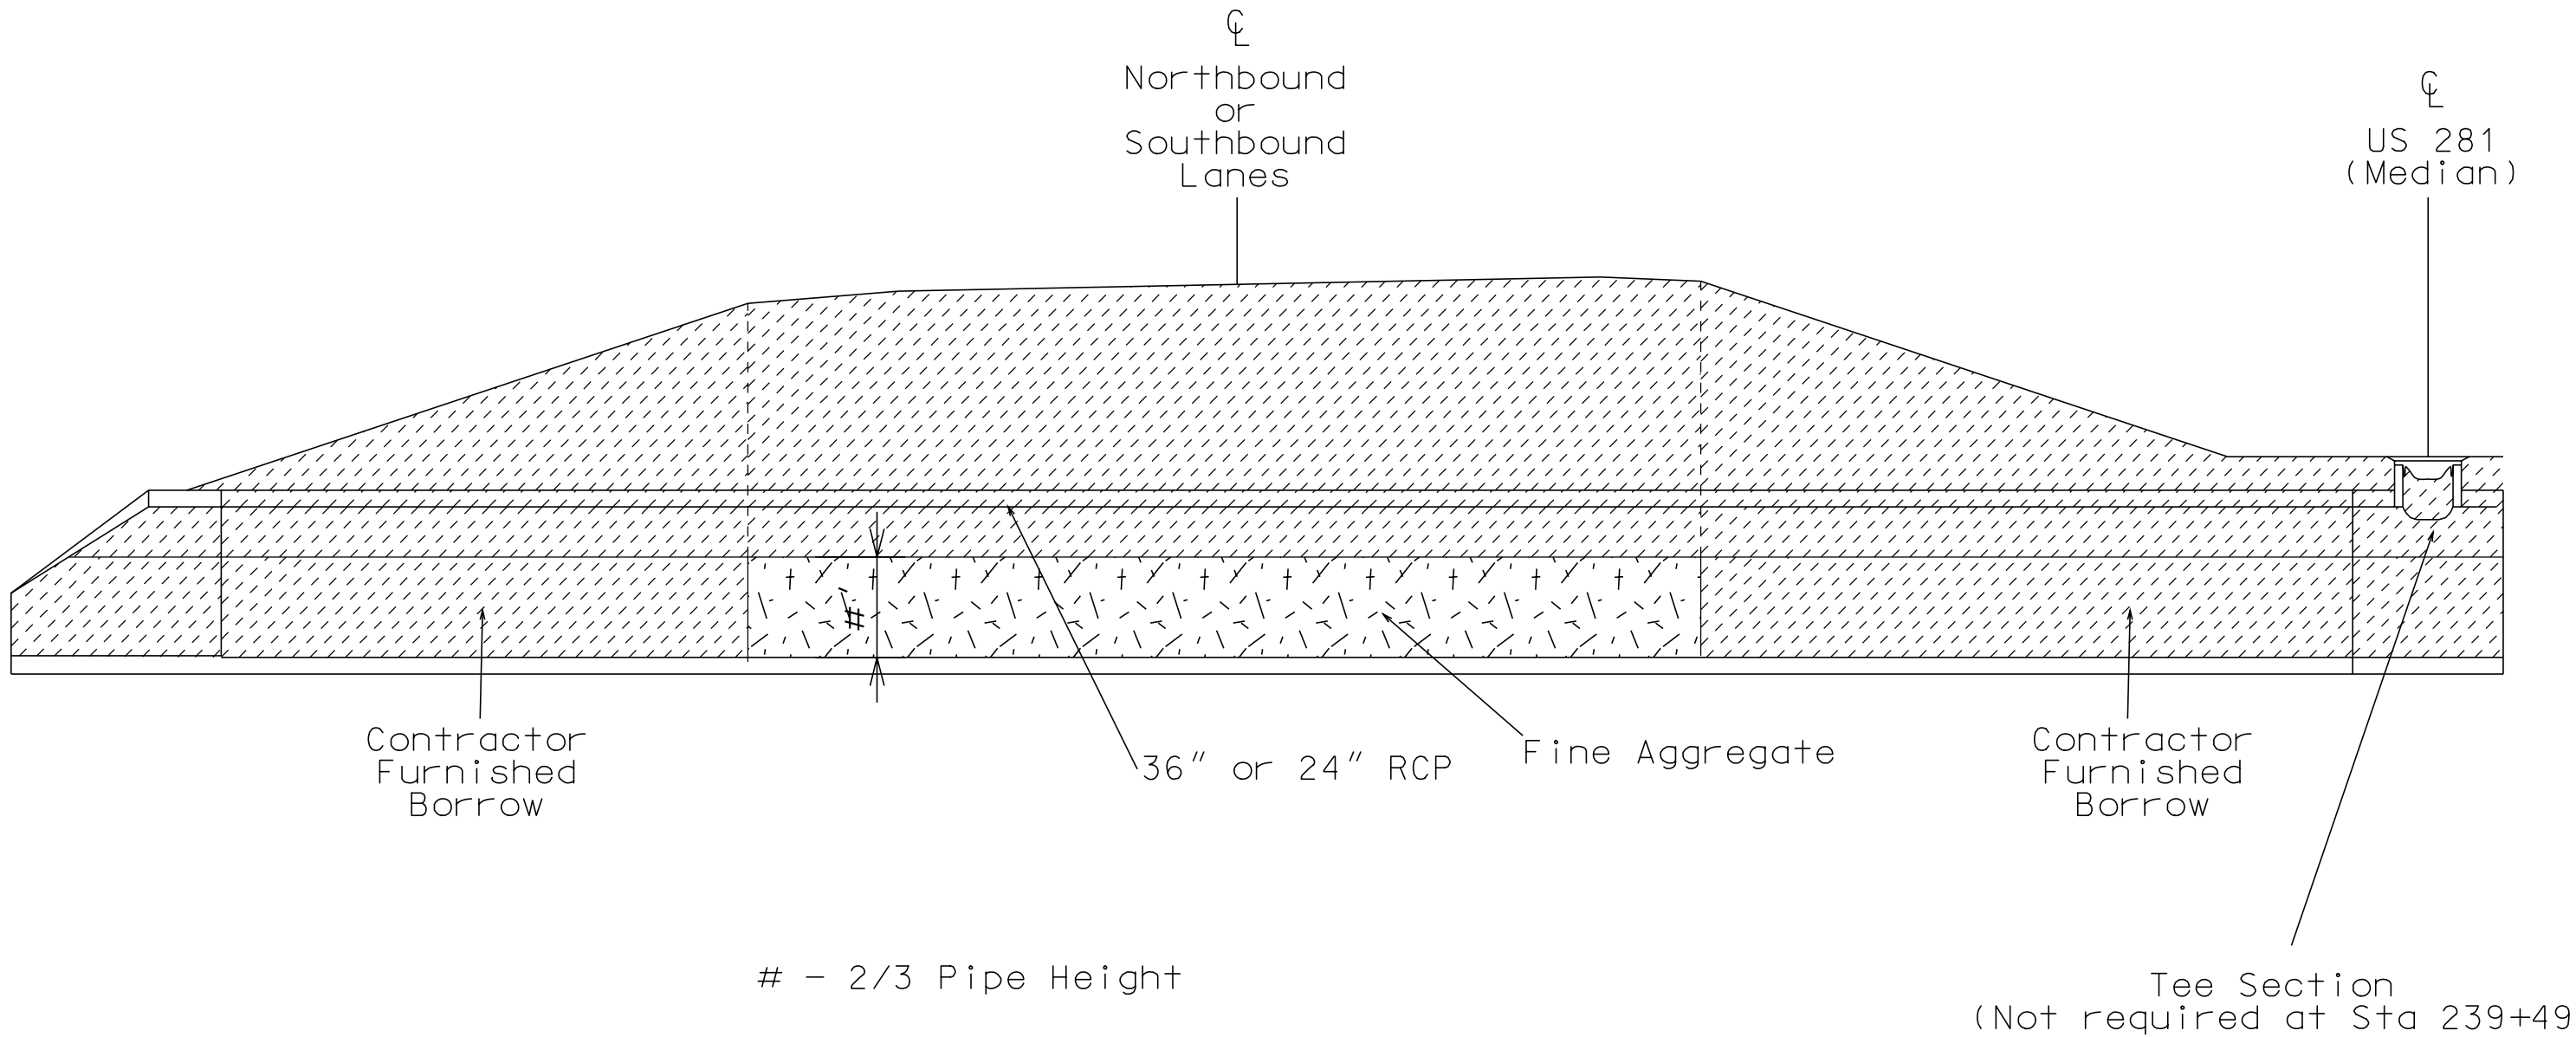 ℄
Northbound
or
Southbound
Lanes
℄
US 281
(Median)
#'
Contractor
Furnished
Borrow
36" or 24" RCP
Fine Aggregate
Contractor
Furnished
Borrow
# - 2/3 Pipe Height
Tee Section
(Not required at Sta 239+49